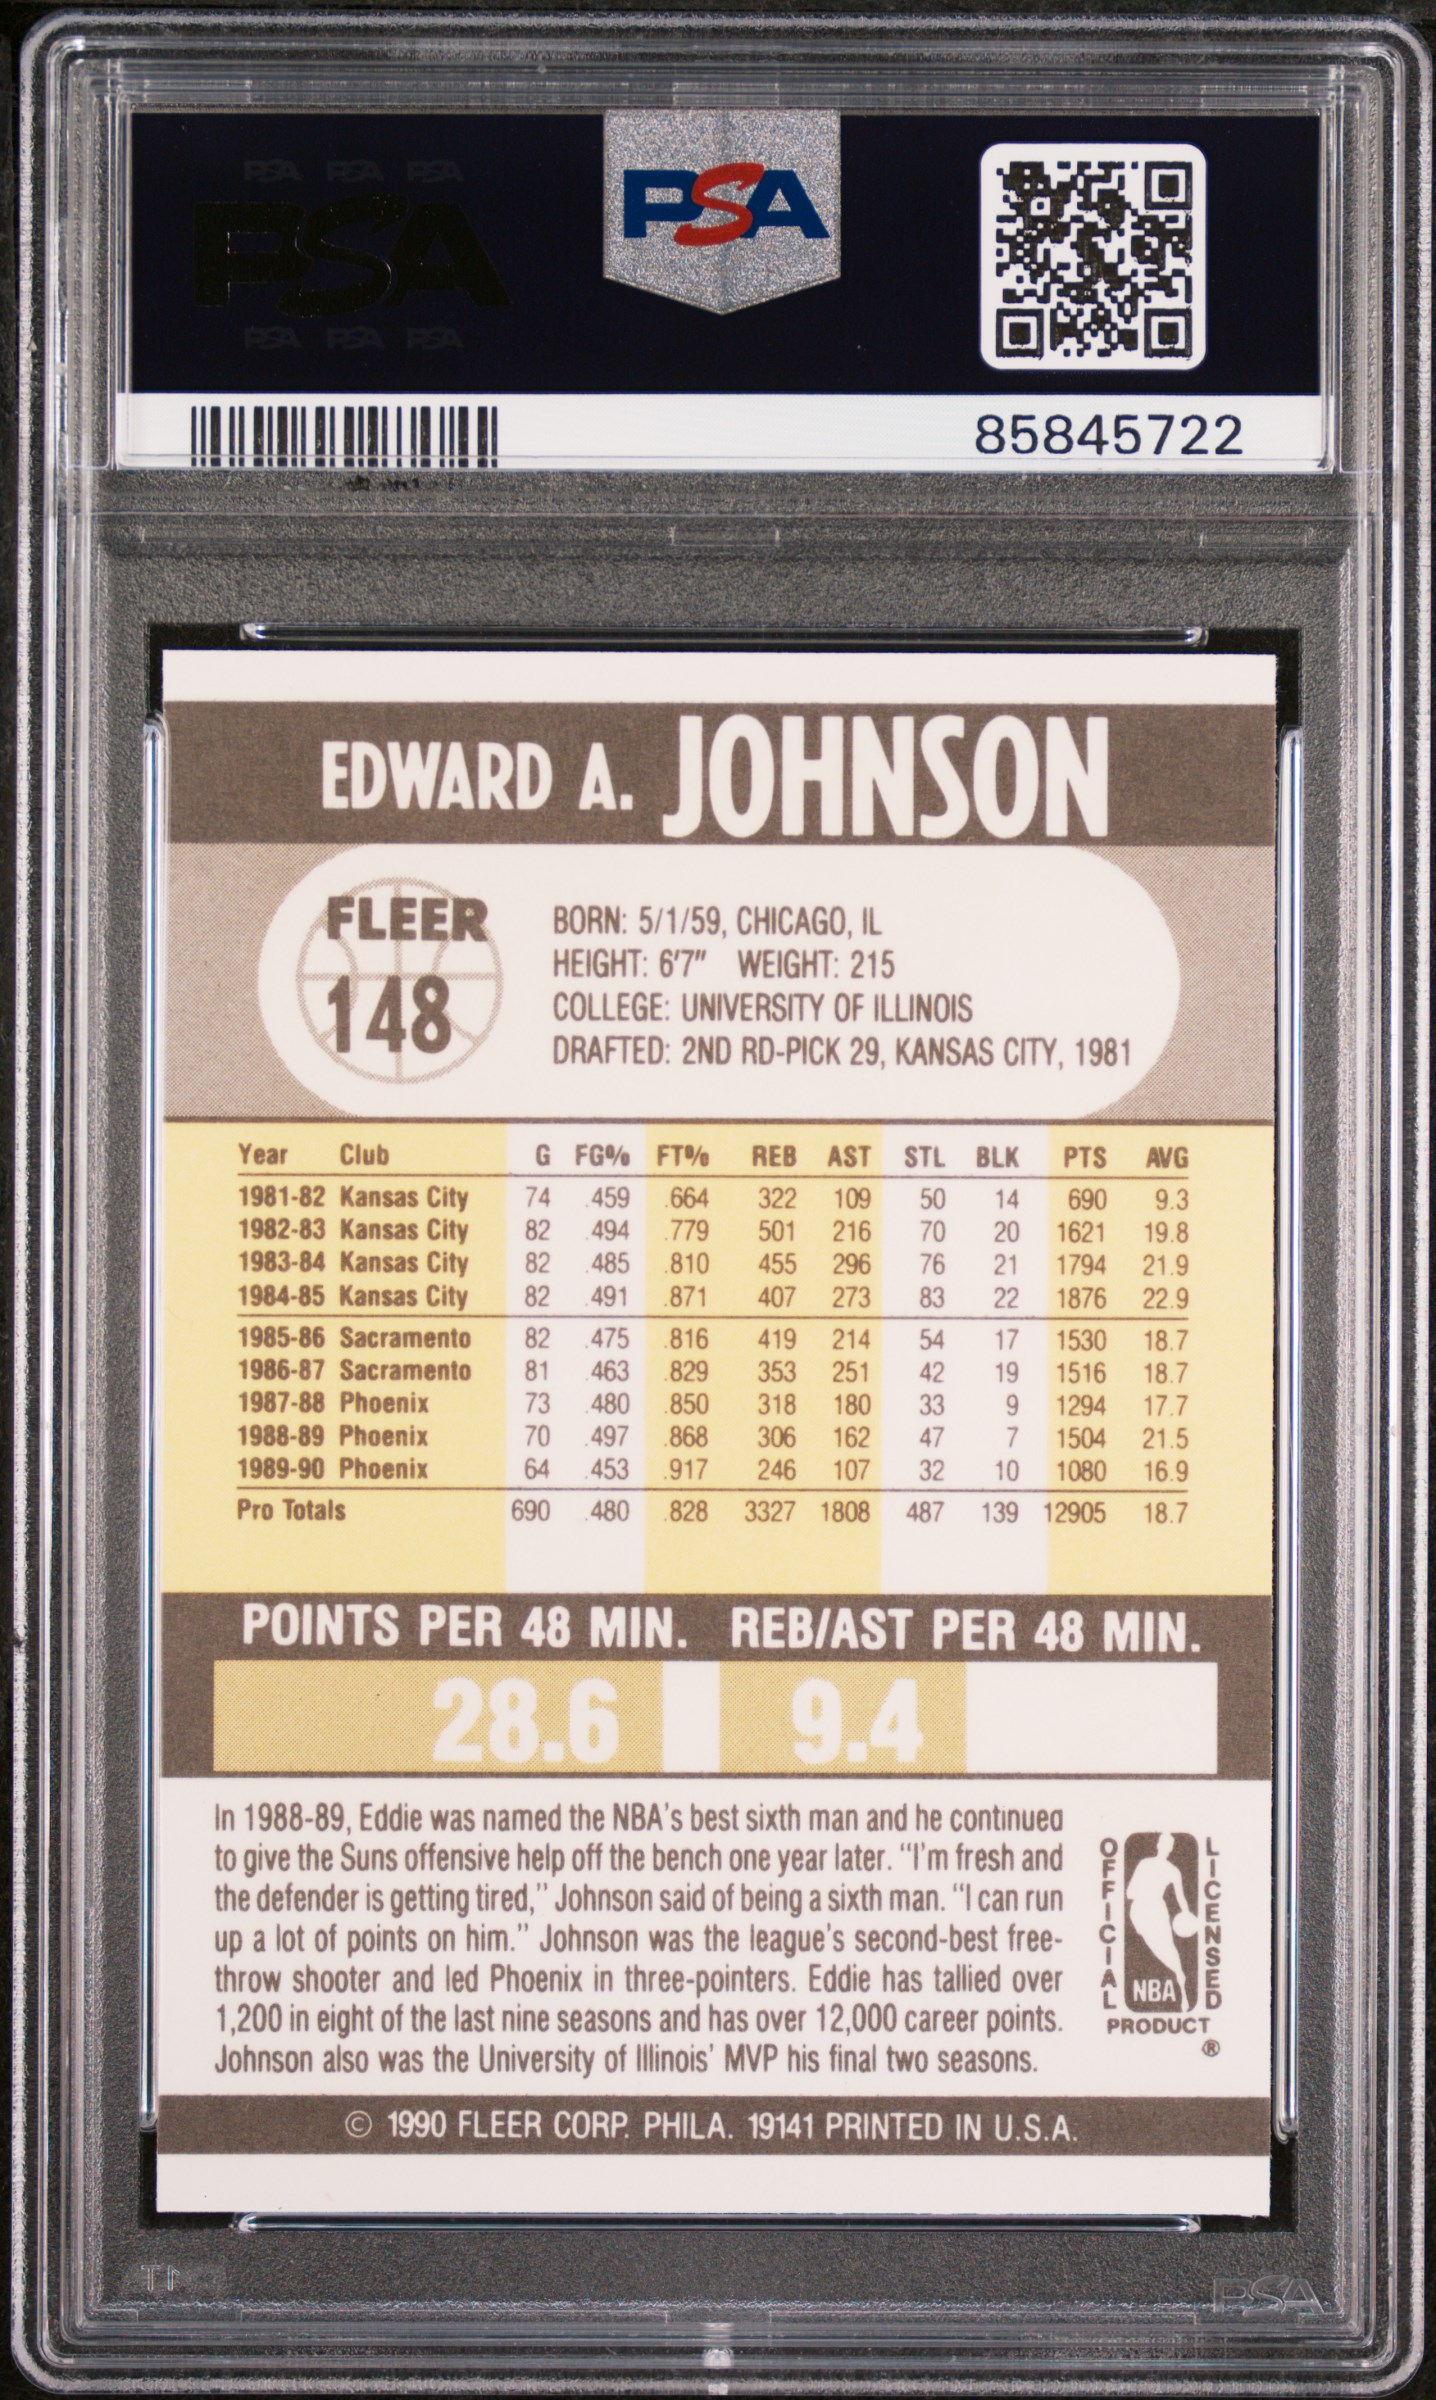 PSA PSA PSA
PSA
PSA PSA PSA
PSA
85845722
EDWARD A. JOHNSON
FLEER
148
BORN: 5/1/59, CHICAGO, IL
HEIGHT: 6'7" WEIGHT: 215
COLLEGE: UNIVERSITY OF ILLINOIS
DRAFTED: 2ND RD-PICK 29, KANSAS CITY, 1981
Year Club G FG% FT% REB AST STL BLK PTS AVG
1981-82 Kansas City 74 .459 .664 322 109 50 14 690 9.3
1982-83 Kansas City 82 .494 .779 501 216 70 20 1621 19.8
1983-84 Kansas City 82 .485 .810 455 296 76 21 1794 21.9
1984-85 Kansas City 82 .491 .871 407 273 83 22 1876 22.9
1985-86 Sacramento 82 .475 .816 419 214 54 17 1530 18.7
1986-87 Sacramento 81 .463 .829 353 251 42 19 1516 18.7
1987-88 Phoenix 73 .480 .850 318 180 33 9 1294 17.7
1988-89 Phoenix 70 .497 .868 306 162 47 7 1504 21.5
1989-90 Phoenix 64 .453 .917 246 107 32 10 1080 16.9
Pro Totals 690 .480 .828 3327 1808 487 139 12905 18.7
POINTS PER 48 MIN. REB/AST PER 48 MIN.
28.6 9.4
In 1988-89, Eddie was named the NBA's best sixth man and he continued
to give the Suns offensive help off the bench one year later. "I'm fresh and
the defender is getting tired," Johnson said of being a sixth man. "I can run
up a lot of points on him." Johnson was the league's second-best free-
throw shooter and led Phoenix in three-pointers. Eddie has tallied over
1,200 in eight of the last nine seasons and has over 12,000 career points.
Johnson also was the University of Illinois' MVP his final two seasons.
OFFICIAL
LICENSED
NBA
PRODUCT
®
© 1990 FLEER CORP. PHILA. 19141 PRINTED IN U.S.A.
PSA